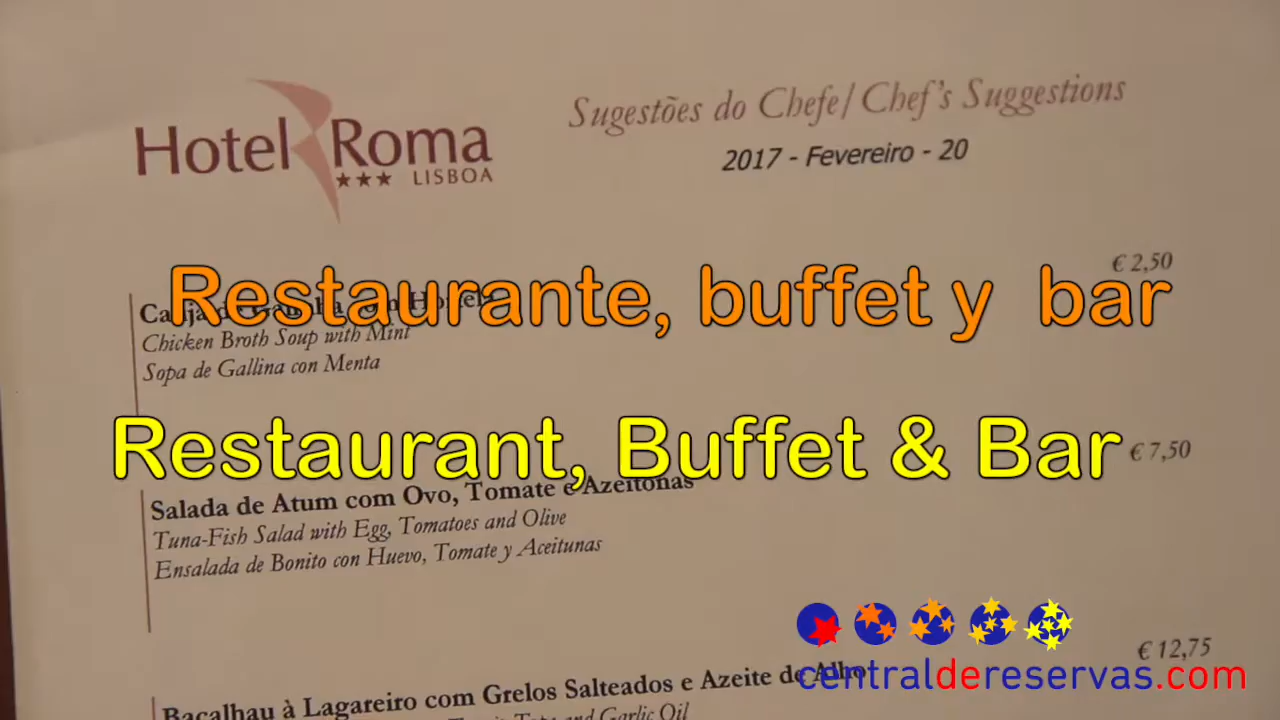 Hotel Roma
★★★ LISBOA
Sugestões do Chefe/ Chef's Suggestions
2017 - Fevereiro - 20
€ 2,50
Restaurante, buffet y bar
Chicken Broth Soup with Mint
Sopa de Gallina con Menta
Restaurant, Buffet & Bar
€ 7,50
Salada de Atum com Ovo, Tomate e Azeitonas
Tuna-Fish Salad with Egg, Tomatoes and Olive
Ensalada de Bonito con Huevo, Tomate y Aceitunas
€ 12,75
Bacalhau à Lagareiro com Grelos Salteados e Azeite de Alho
centraldereservas.com
and Garlic Oil